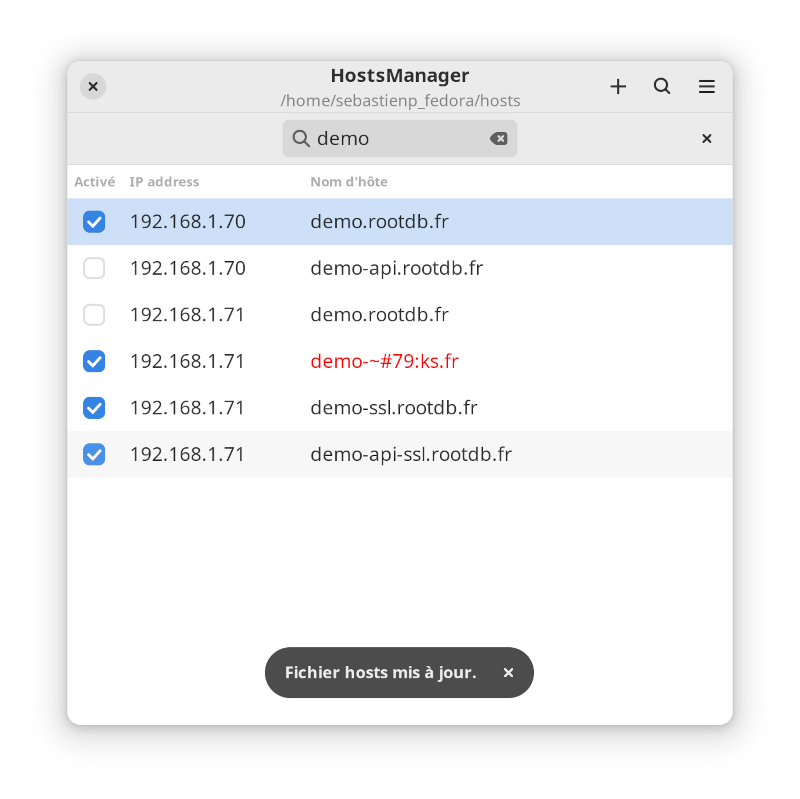 HostsManager
/home/sebastienp_fedora/hosts
demo
Activé IP address Nom d'hôte
192.168.1.70 demo.rootdb.fr
192.168.1.70 demo-api.rootdb.fr
192.168.1.71 demo.rootdb.fr
192.168.1.71 demo-~#79:ks.fr
192.168.1.71 demo-ssl.rootdb.fr
192.168.1.71 demo-api-ssl.rootdb.fr
Fichier hosts mis à jour.